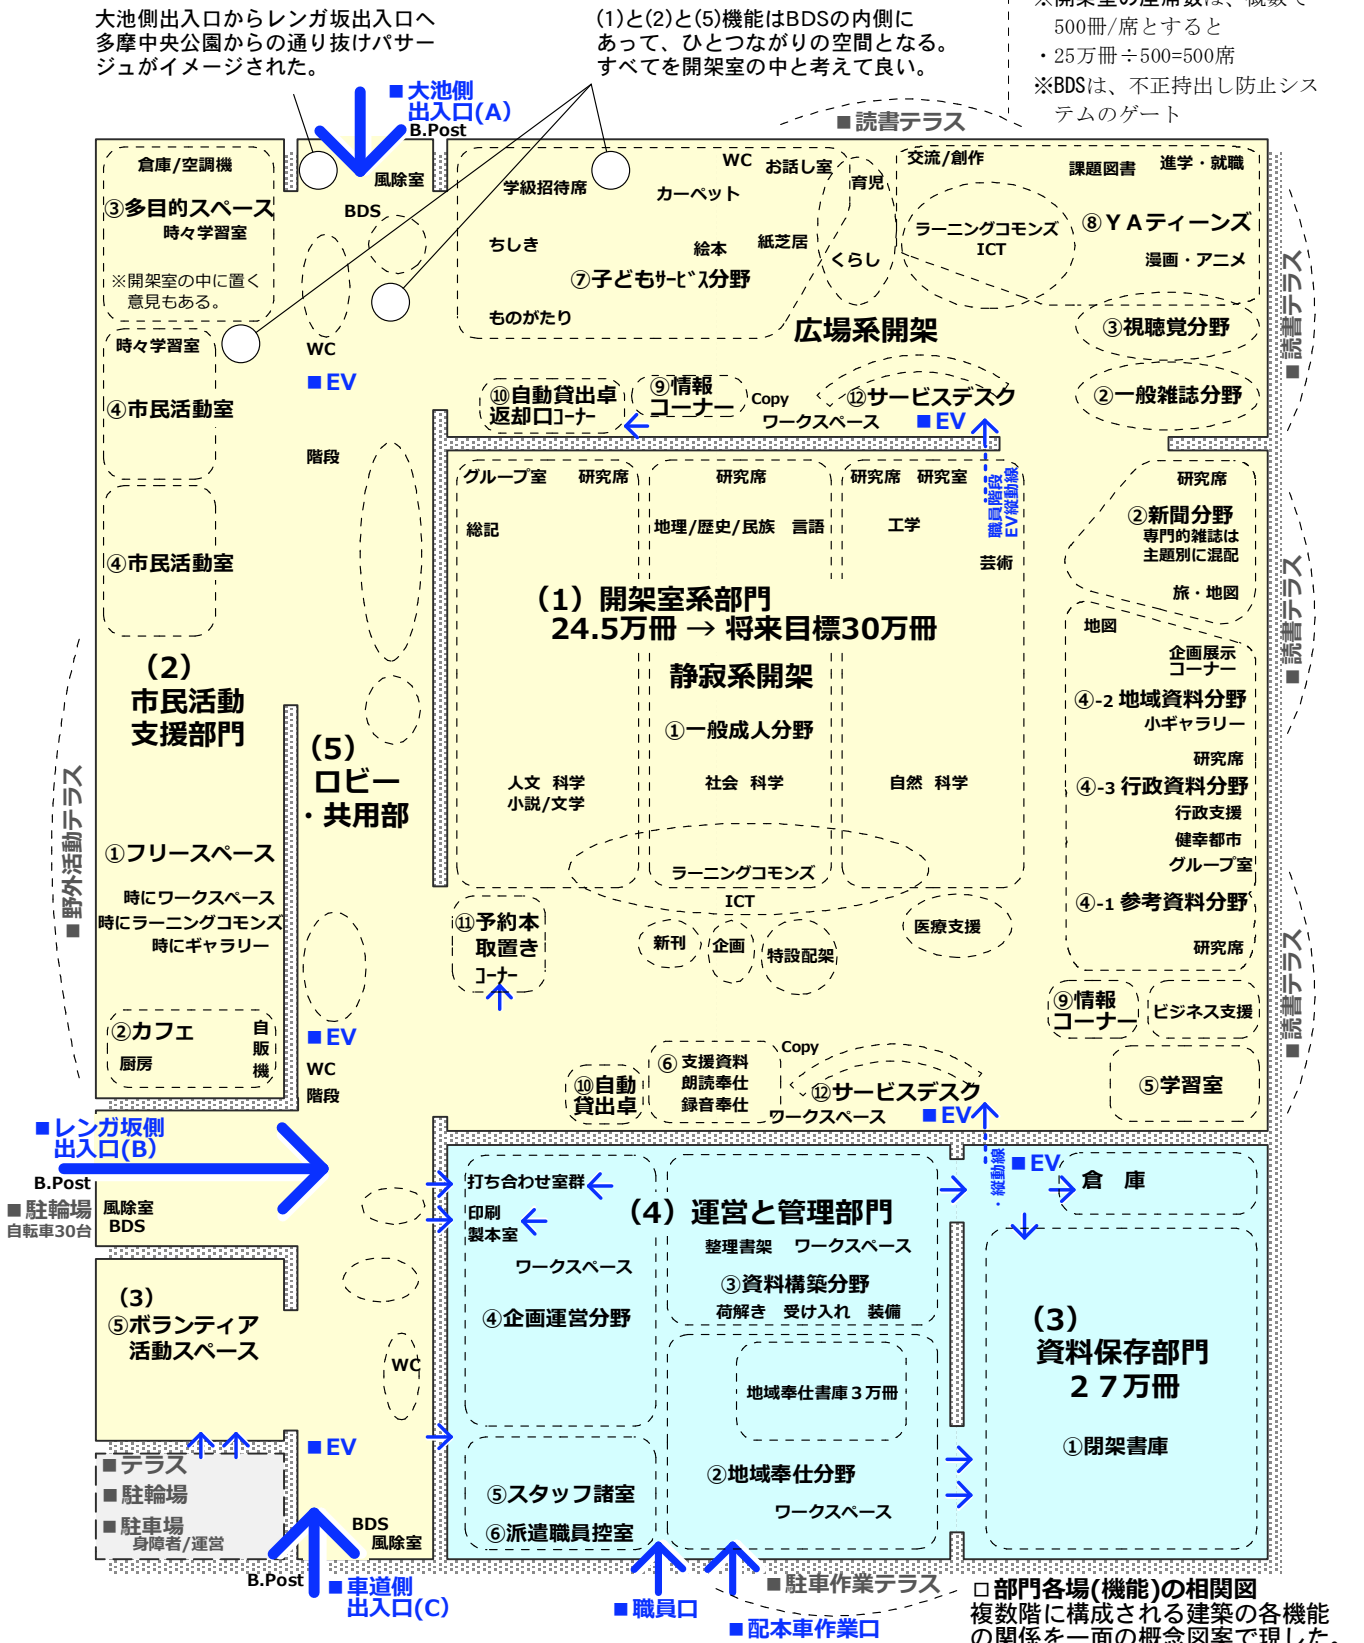 大池側出入口からレンガ坂出入口へ
多摩中央公園からの通り抜けパサー
ジュがイメージされた。
(1)と(2)と(5)機能はBDSの内側に
あって、ひとつながりの空間となる。
すべてを開架室の中と考えて良い。
500冊/席とすると
・25万冊÷500=500席
※BDSは、不正持出し防止シス
テムのゲート
■大池側
出入口(A)
B.Post
■読書テラス
倉庫/空調機
③多目的スペース
時々学習室
※開架室の中に置く
意見もある。
風除室
BDS
WC
■EV
階段
学級招待席
WC
お話し室
カーペット
ちしき
絵本
紙芝居
⑦子どもｻｰﾋﾞｽ分野
ものがたり
育児
くらし
交流/創作
課題図書
進学・就職
ラーニングコモンズ
ICT
⑧ＹＡティーンズ
漫画・アニメ
■読書テラス
広場系開架
③視聴覚分野
②一般雑誌分野
時々学習室
④市民活動室
④市民活動室
⑩自動貸出卓
返却口ｺｰﾅｰ
⑨情報
コーナー
Copy
ワークスペース
⑫サービスデスク
■EV
職員階段
EV縦動線
グループ室
研究席
総記
研究席
地理/歴史/民族
言語
研究席
研究室
工学
芸術
研究席
②新聞分野
専門的雑誌は
主題別に混配
旅・地図
■読書テラス
（1）開架室系部門
24.5万冊 → 将来目標30万冊
静寂系開架
①一般成人分野
人文 科学
小説/文学
社会 科学
自然 科学
地図
企画展示
コーナー
④-2 地域資料分野
小ギャラリー
研究席
④-3 行政資料分野
行政支援
健幸都市
グループ室
④-1 参考資料分野
研究席
（2）
市民活動
支援部門
（5）
ロビー
・共用部
■野外活動テラス
①フリースペース
時にワークスペース
時にラーニングコモンズ
時にギャラリー
②カフェ
厨房
自
販
機
■EV
WC
階段
ラーニングコモンズ
ICT
⑪予約本
取置き
ｺｰﾅｰ
新刊
企画
特設配架
医療支援
⑨情報
コーナー
ビジネス支援
■読書テラス
⑤学習室
⑩自動
貸出卓
⑥支援資料
朗読奉仕
録音奉仕
Copy
⑫サービスデスク
ワークスペース
■EV
・縦動線
■EV
■レンガ坂側
出入口(B)
B.Post
■駐輪場
自転車30台
風除室
BDS
（3）
⑤ボランティア
活動スペース
WC
■EV
■テラス
■駐輪場
■駐車場
身障者/運営
BDS
風除室
B.Post
■車道側
出入口(C)
打ち合わせ室群
印刷
製本室
ワークスペース
④企画運営分野
（4）運営と管理部門
整理書架
ワークスペース
③資料構築分野
荷解き 受け入れ 装備
地域奉仕書庫３万冊
②地域奉仕分野
ワークスペース
⑤スタッフ諸室
⑥派遣職員控室
倉 庫
（3）
資料保存部門
２７万冊
①閉架書庫
■職員口
■配本車作業口
■駐車作業テラス
□部門各場(機能)の相関図
複数階に構成される建築の各機能
の関係を一面の概念図案で現した。